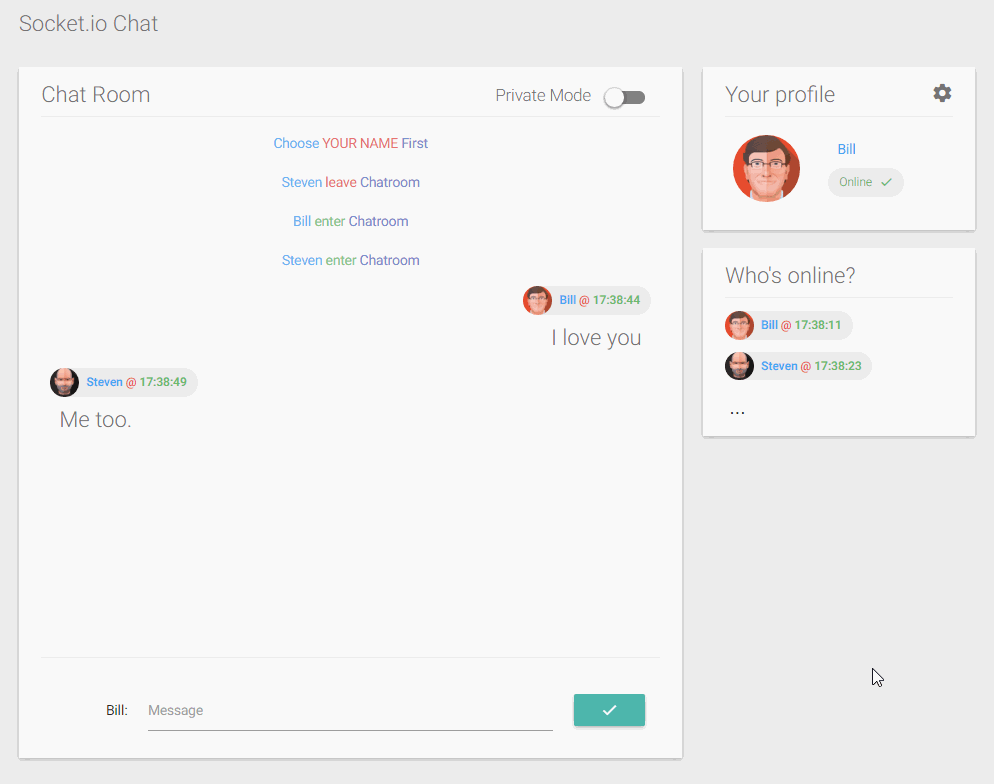 Socket.io Chat
Chat Room
Private Mode
Choose YOUR NAME First
Steven leave Chatroom
Bill enter Chatroom
Steven enter Chatroom
Bill @ 17:38:44
I love you
Steven @ 17:38:49
Me too.
Bill:
Message
Your profile
Bill
Online
Who's online?
Bill @ 17:38:11
Steven @ 17:38:23
...